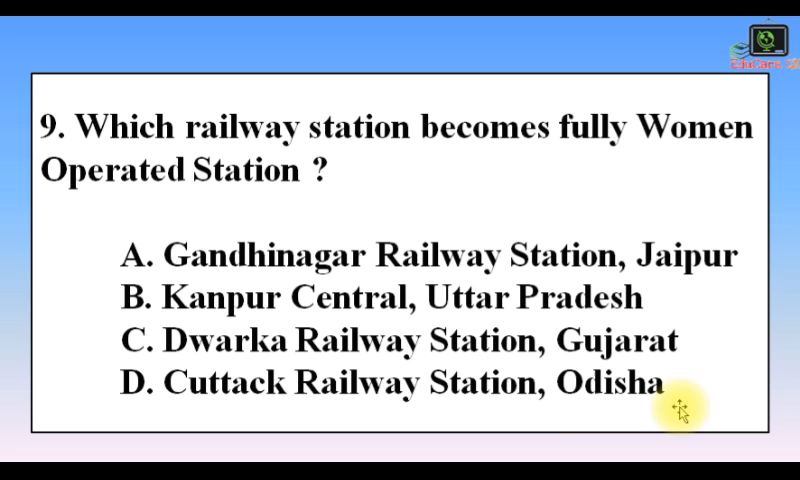 9. Which railway station becomes fully Women
Operated Station ?
A. Gandhinagar Railway Station, Jaipur
B. Kanpur Central, Uttar Pradesh
C. Dwarka Railway Station, Gujarat
D. Cuttack Railway Station, Odisha